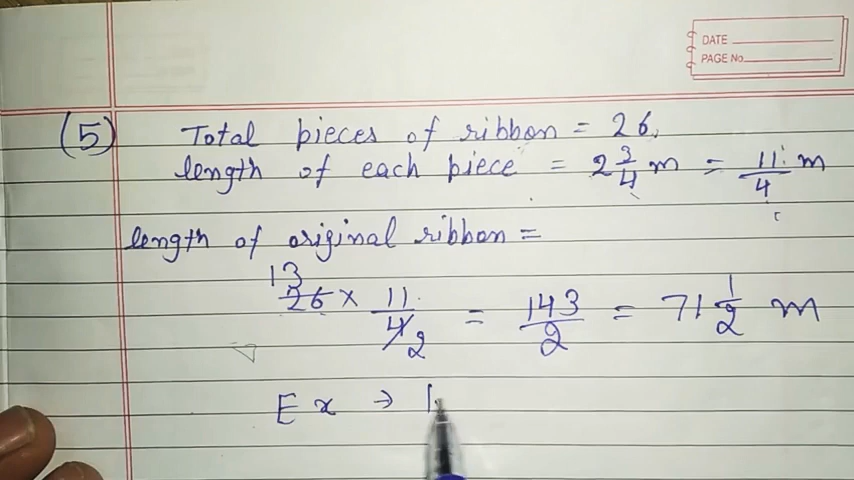 DATE
PAGE No
(5) Total pieces of ribbon = 26,
length of each piece = 2 3/4 m = 11/4 m
length of original ribbon =
13
26 × 11/4 2 = 143/2 = 71 1/2 m
Ex →